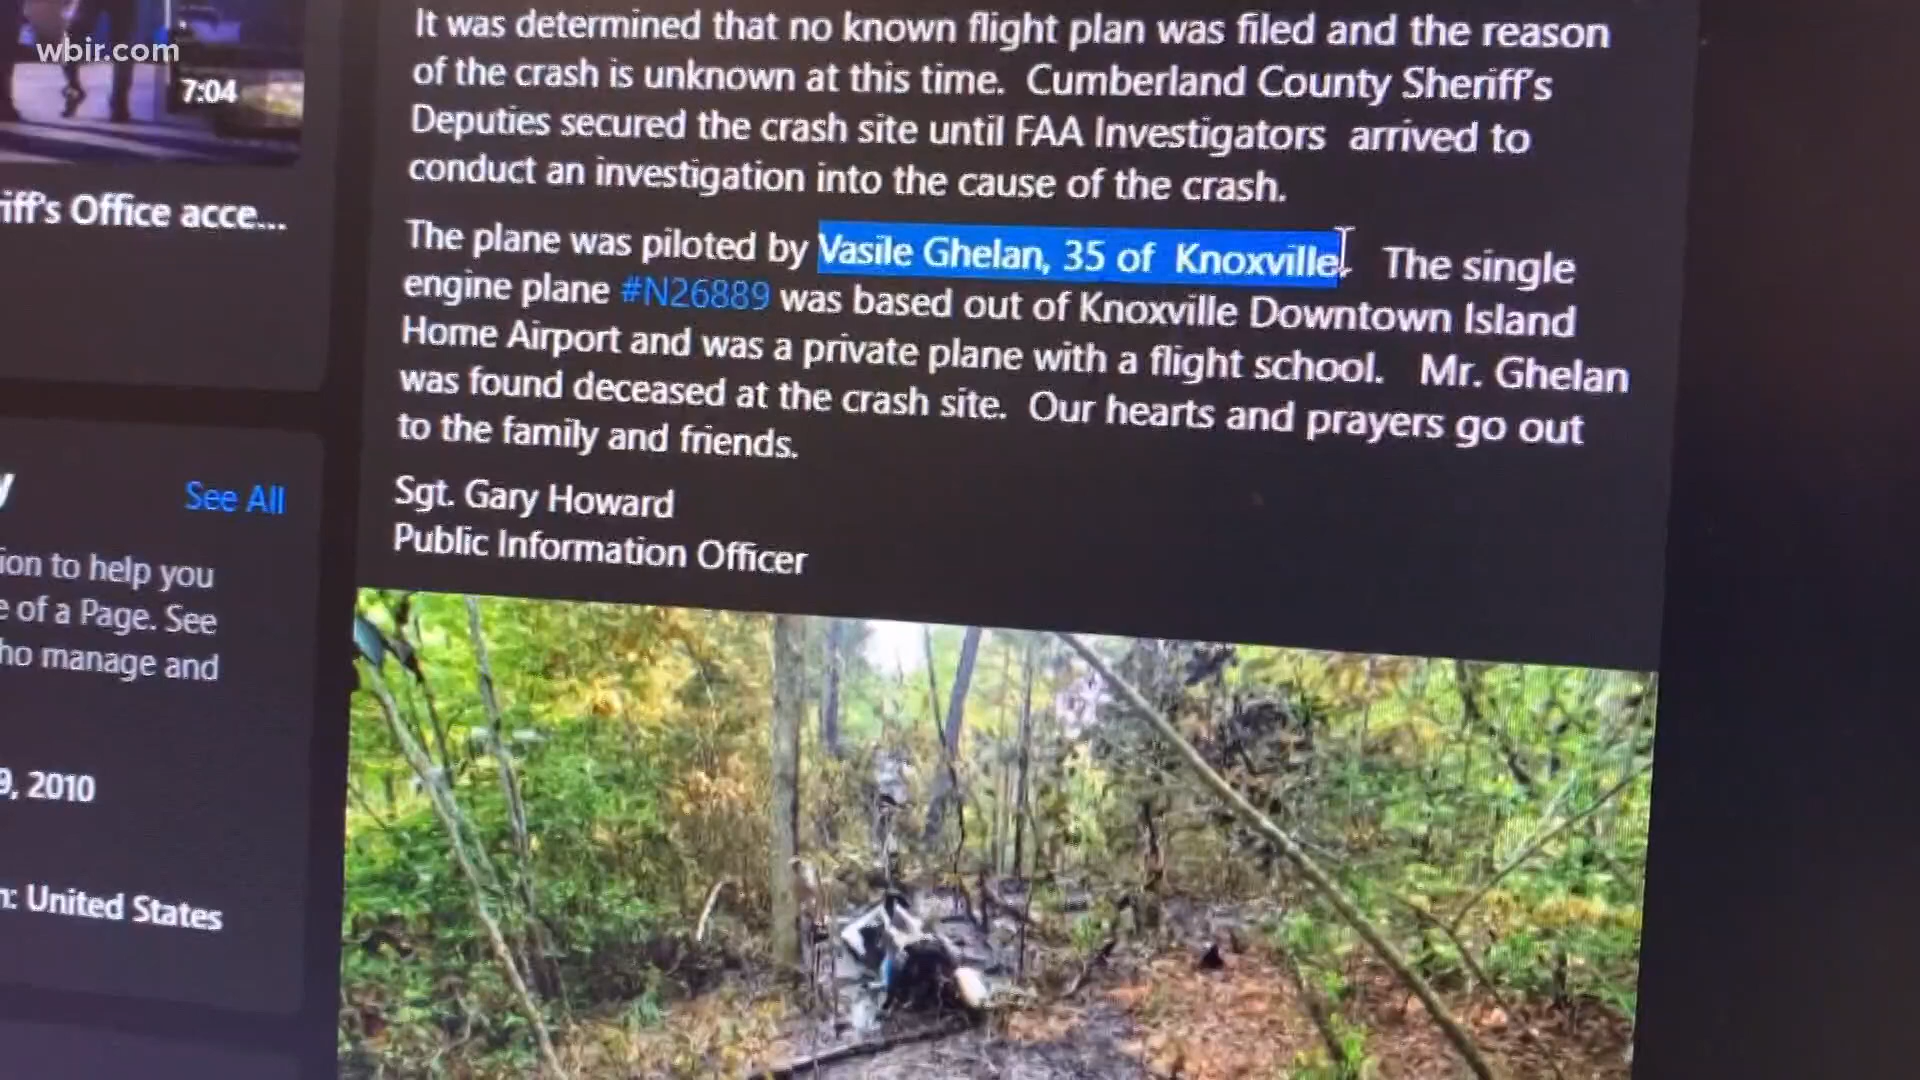 wbir.com
7:04
iff's Office acce...
See All
ion to help you
e of a Page. See
ho manage and
9, 2010
n: United States
It was determined that no known flight plan was filed and the reason
of the crash is unknown at this time. Cumberland County Sheriff's
Deputies secured the crash site until FAA Investigators arrived to
conduct an investigation into the cause of the crash.
The plane was piloted by Vasile Ghelan, 35 of Knoxville. The single
engine plane #N26889 was based out of Knoxville Downtown Island
Home Airport and was a private plane with a flight school. Mr. Ghelan
was found deceased at the crash site. Our hearts and prayers go out
to the family and friends.
Sgt. Gary Howard
Public Information Officer